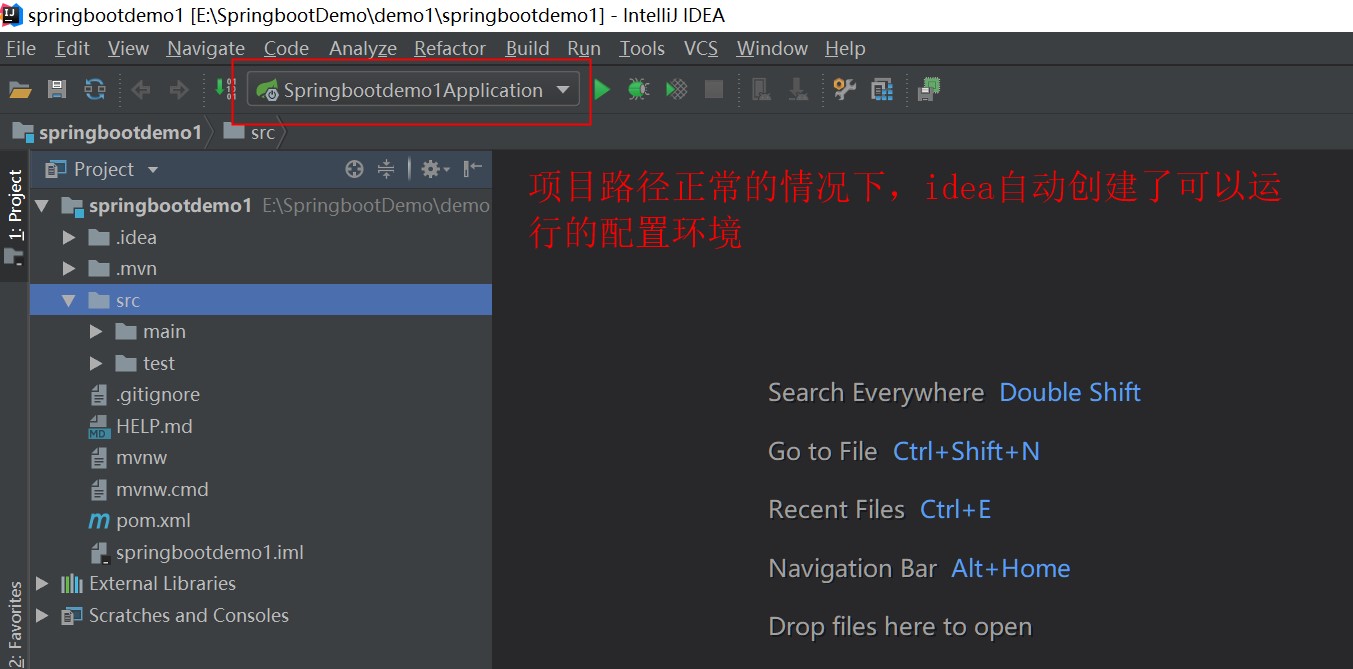 springbootdemo1 [E:\SpringbootDemo\demo1\springbootdemo1] - IntelliJ IDEA
File Edit View Navigate Code Analyze Refactor Build Run Tools VCS Window Help
Springbootdemo1Application
springbootdemo1 src
1: Project
Project
项目路径正常的情况下，idea自动创建了可以运
行的配置环境
springbootdemo1 E:\SpringbootDemo\demo
.idea
.mvn
src
main
test
.gitignore
HELP.md
mvnw
mvnw.cmd
pom.xml
springbootdemo1.iml
External Libraries
Scratches and Consoles
2: Favorites
Search Everywhere Double Shift
Go to File Ctrl+Shift+N
Recent Files Ctrl+E
Navigation Bar Alt+Home
Drop files here to open